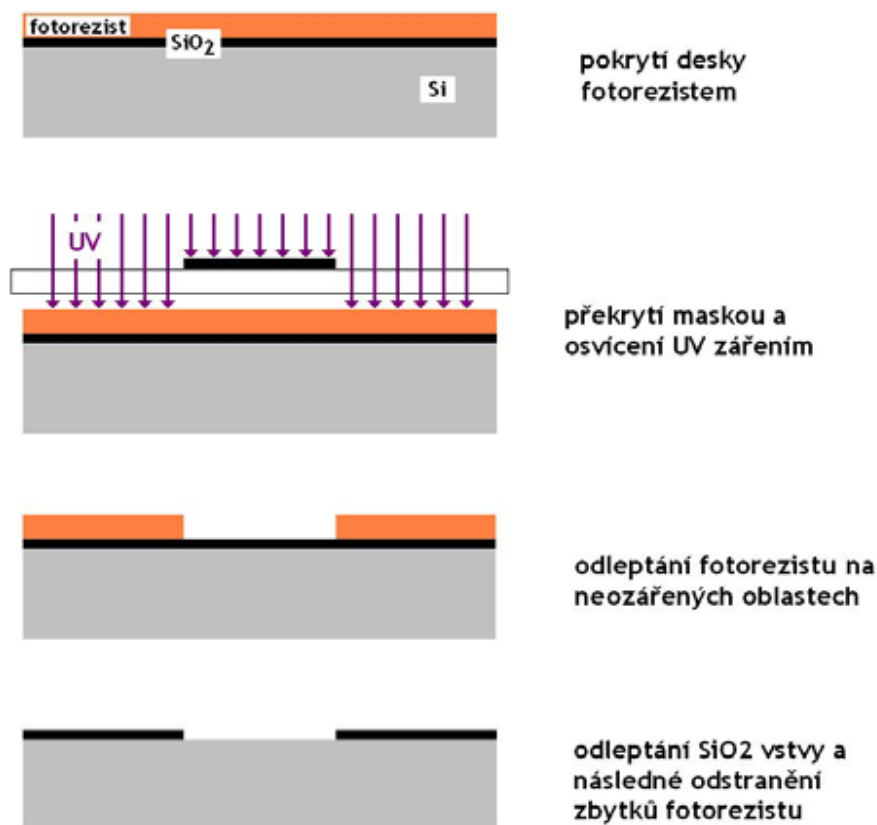 fotorezist
SiO2
Si
pokrytí desky
fotorezistem
UV
překrytí maskou a
osvícení UV zářením
odleptání fotorezistu na
neozářených oblastech
odleptání SiO2 vstvy a
následné odstranění
zbytků fotorezistu